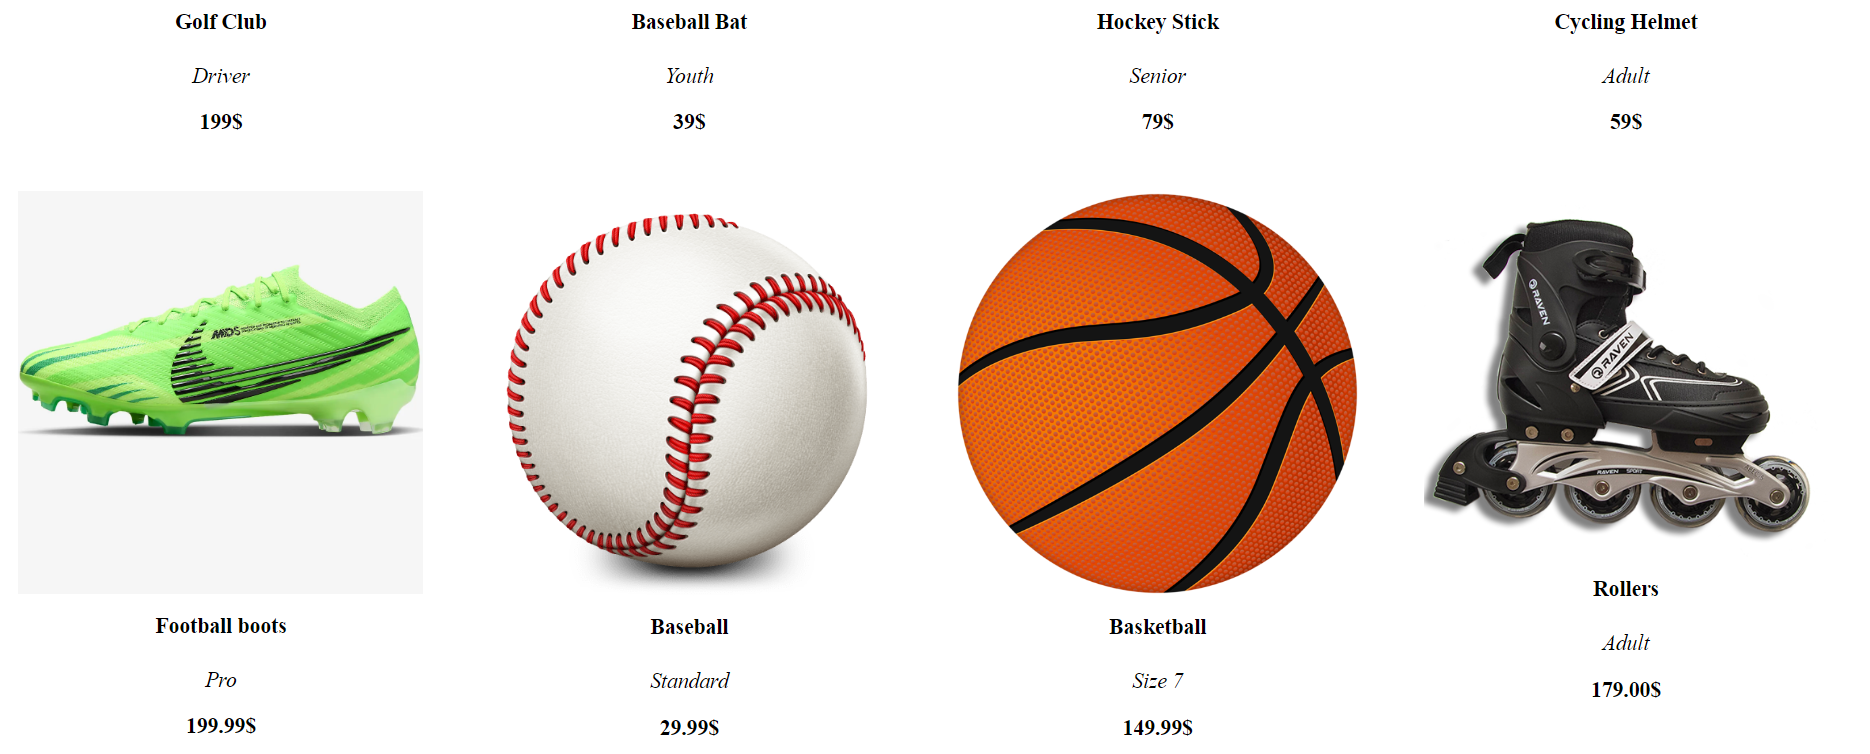 Golf Club
Driver
199$
Baseball Bat
Youth
39$
Hockey Stick
Senior
79$
Cycling Helmet
Adult
59$
Football boots
Pro
199.99$
Baseball
Standard
29.99$
Basketball
Size 7
149.99$
RAVEN
RAVEN
RAVEN SPORT
Rollers
Adult
179.00$